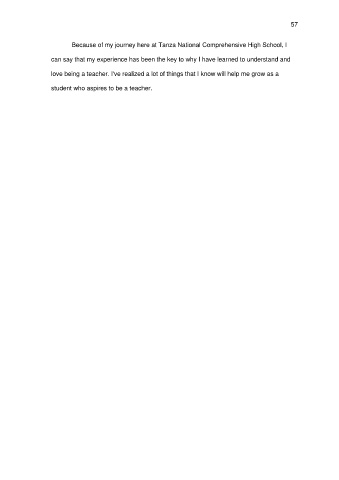 57
Because of my journey here at Tanza National Comprehensive High School, I
can say that my experience has been the key to why I have learned to understand and
love being a teacher. I've realized a lot of things that I know will help me grow as a
student who aspires to be a teacher.